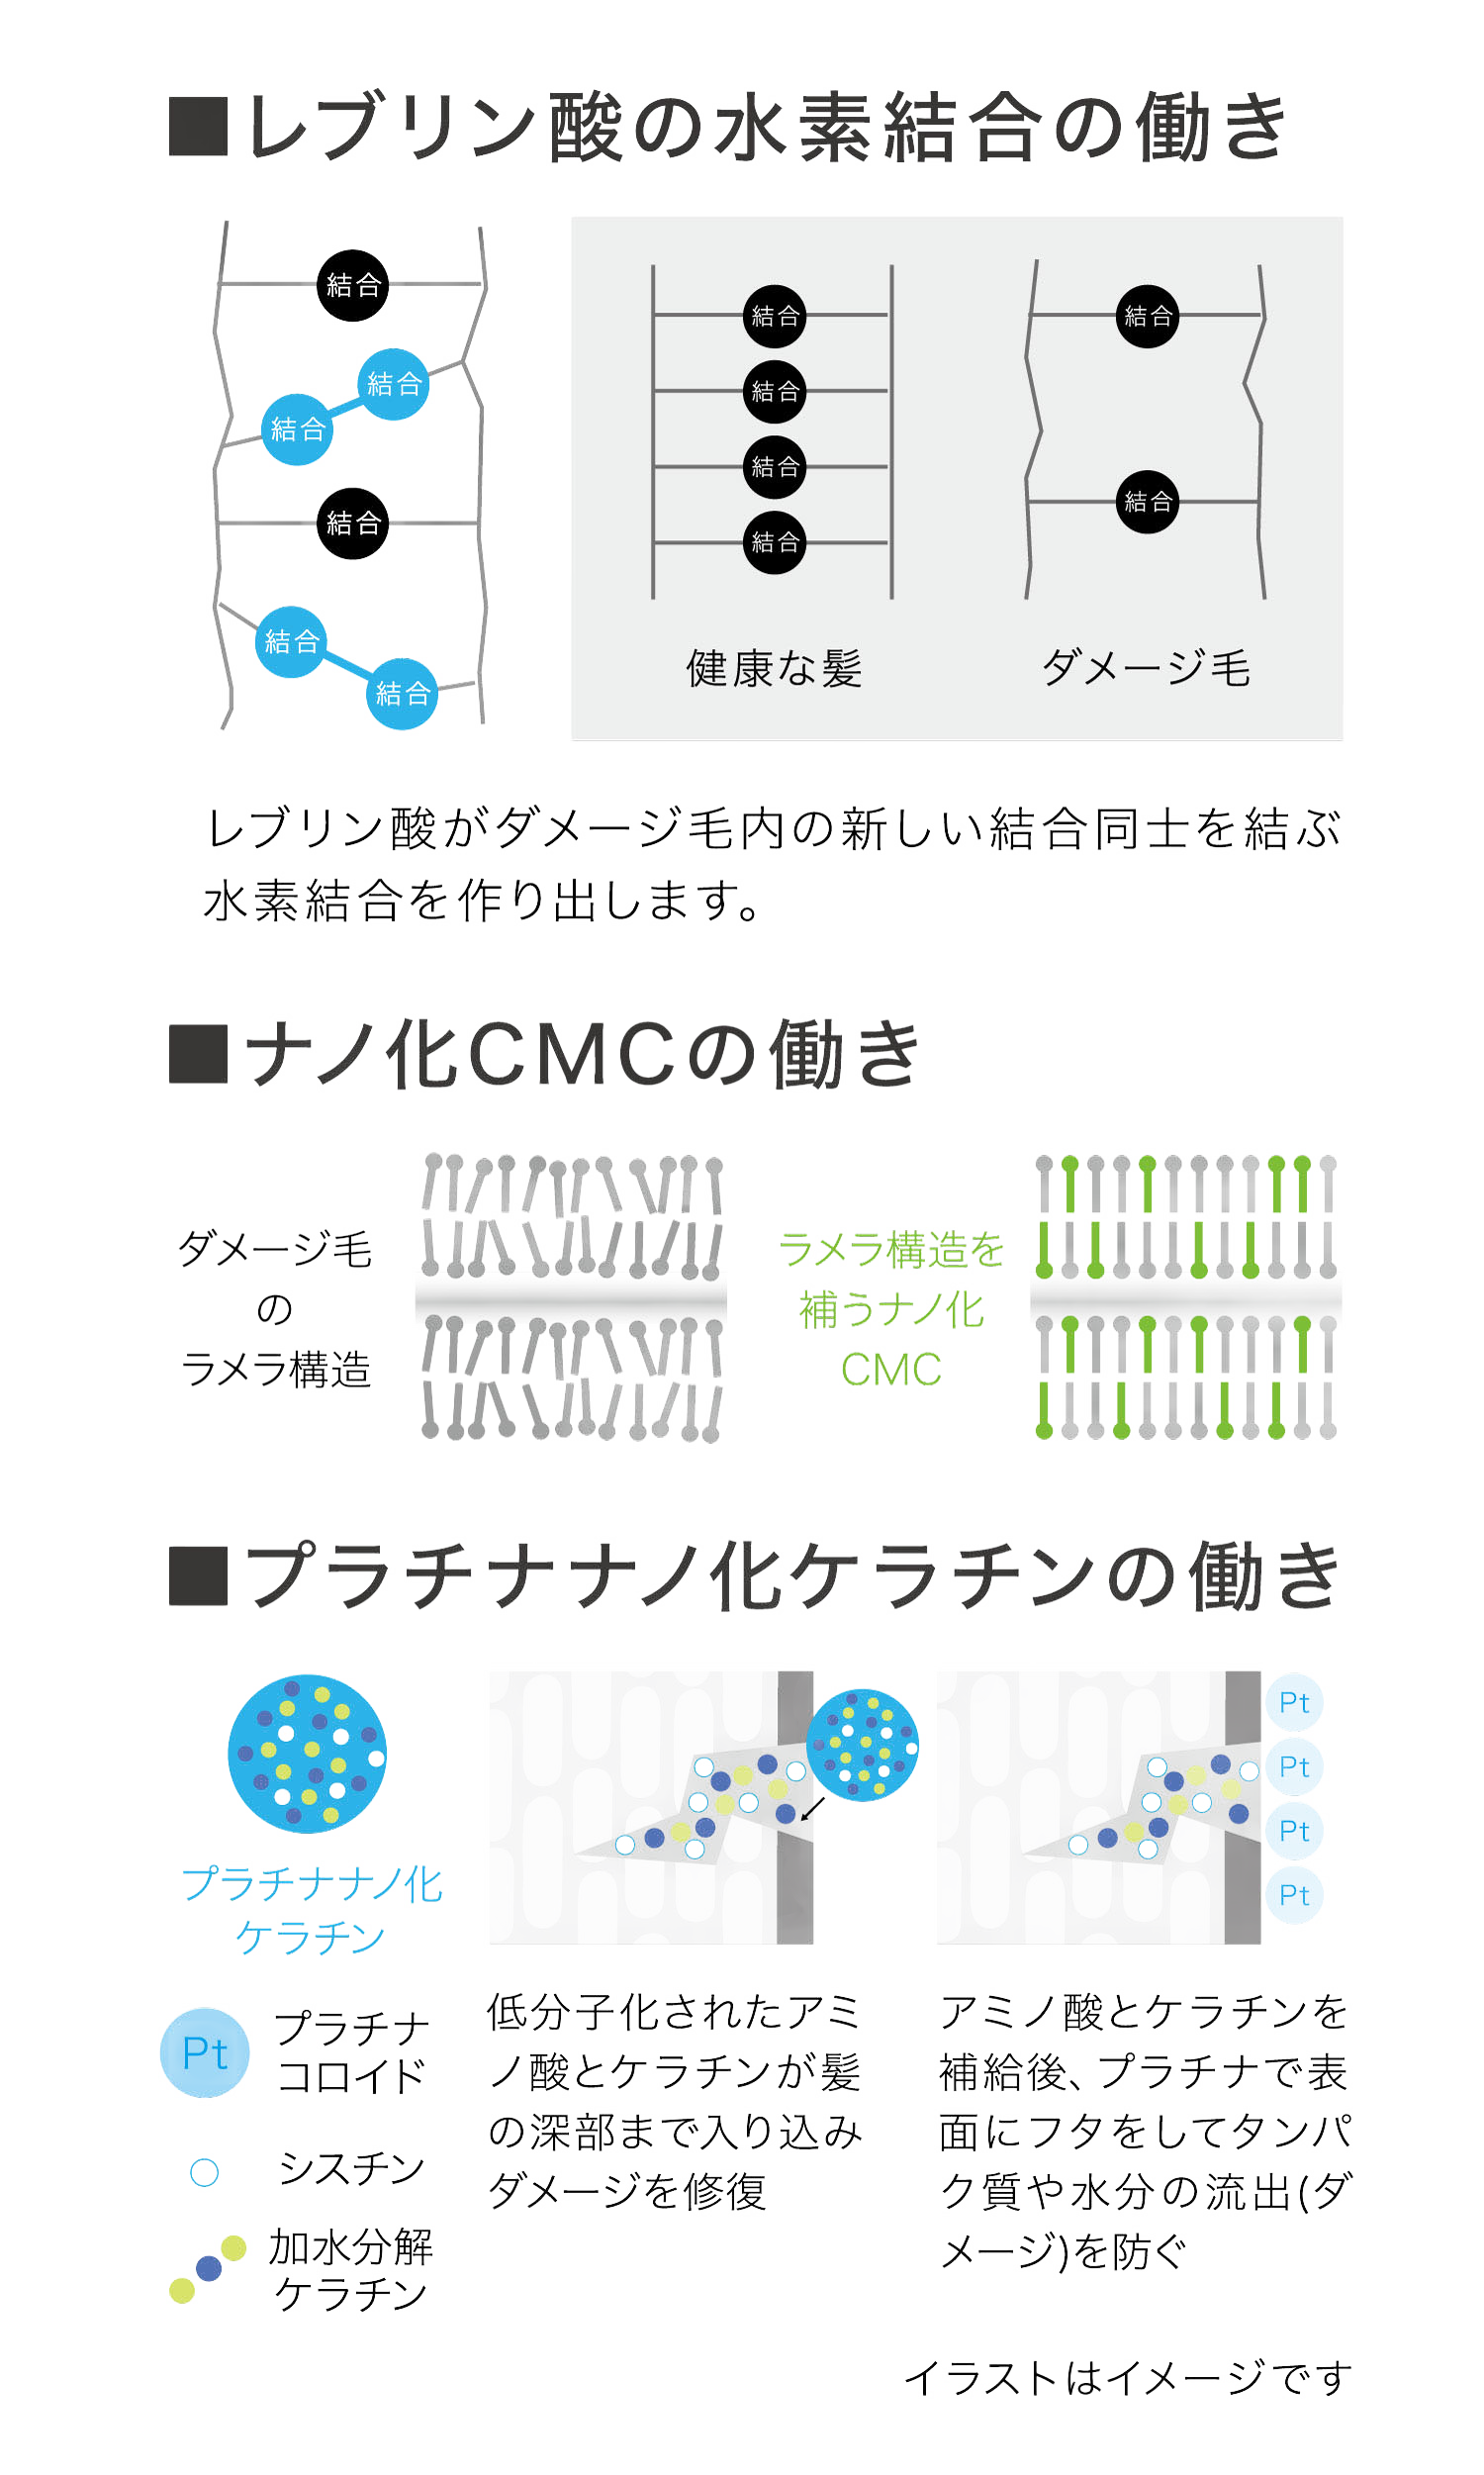 ■レブリン酸の水素結合の働き
結合
結合
結合
結合
結合
結合
結合
結合
結合
結合
健康な髪
結合
結合
ダメージ毛
レブリン酸がダメージ毛内の新しい結合同士を結ぶ
水素結合を作り出します。
■ナノ化CMCの働き
ダメージ毛
の
ラメラ構造
ラメラ構造を
補うナノ化
CMC
■プラチナナノ化ケラチンの働き
プラチナナノ化
ケラチン
Pt
プラチナ
コロイド
シスチン
加水分解
ケラチン
低分子化されたアミ
ノ酸とケラチンが髪
の深部まで入り込み
ダメージを修復
Pt
Pt
Pt
Pt
アミノ酸とケラチンを
補給後、プラチナで表
面にフタをしてタンパ
ク質や水分の流出(ダ
メージ)を防ぐ
イラストはイメージです